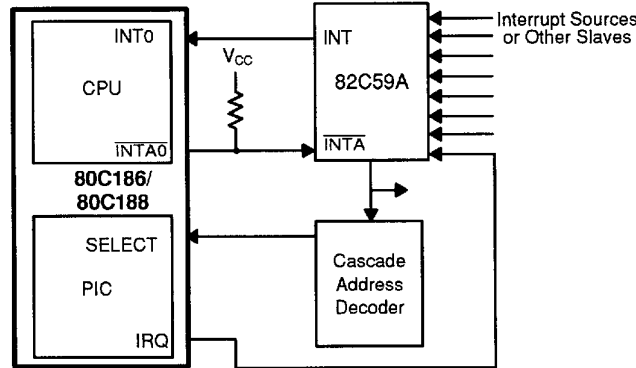 INT0
CPU
INTA0
80C186/
80C188
SELECT
PIC
IRQ
VCC
INT
82C59A
INTA
Interrupt Sources
or Other Slaves
Cascade
Address
Decoder